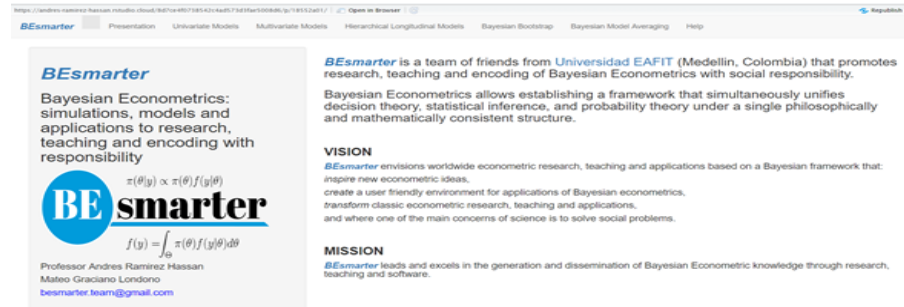 Open in Browser
Republish
BEsmarter Presentation Univariate Models Multivariate Models Hierarchical Longitudinal Models Bayesian Bootstrap Bayesian Model Averaging Help
BEsmarter
Bayesian Econometrics:
simulations, models and
applications to research,
teaching and encoding with
responsibility
π(θ|y) ∝ π(θ)f(y|θ)
BE smarter
f(y) = ∫_Θ π(θ)f(y|θ)dθ
Professor Andres Ramirez Hassan
Mateo Graciano Londono
besmarter.team@gmail.com
BEsmarter is a team of friends from Universidad EAFIT (Medellin, Colombia) that promotes
research, teaching and encoding of Bayesian Econometrics with social responsibility.
Bayesian Econometrics allows establishing a framework that simultaneously unifies
decision theory, statistical inference, and probability theory under a single philosophically
and mathematically consistent structure.
VISION
BEsmarter envisions worldwide econometric research, teaching and applications based on a Bayesian framework that:
inspire new econometric ideas,
create a user friendly environment for applications of Bayesian econometrics,
transform classic econometric research, teaching and applications,
and where one of the main concerns of science is to solve social problems.
MISSION
BEsmarter leads and excels in the generation and dissemination of Bayesian Econometric knowledge through research,
teaching and software.